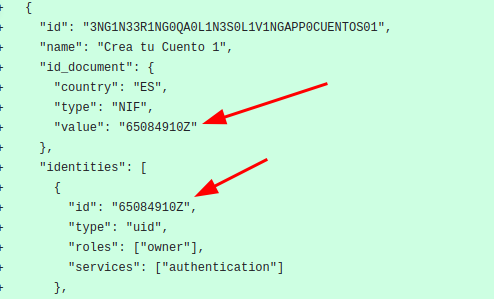 + {
+ "id": "3NG1N33R1NG0QA0L1N3S0L1V1NGAPP0CUENTOS01",
+ "name": "Crea tu Cuento 1",
+ "id_document": {
+ "country": "ES",
+ "type": "NIF",
+ "value": "65084910Z"
+ },
+ "identities": [
+ {
+ "id": "65084910Z",
+ "type": "uid",
+ "roles": ["owner"],
+ "services": ["authentication"]
+ },